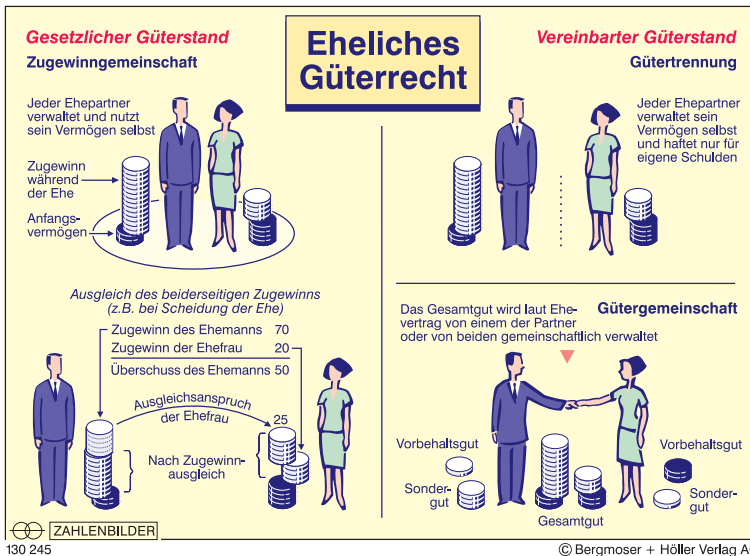 Eheliches
Güterrecht
Gesetzlicher Güterstand
Zugewinngemeinschaft
Jeder Ehepartner
verwaltet und nutzt
sein Vermögen selbst
Zugewinn
während
der Ehe
Anfangs-
vermögen
Ausgleich des beiderseitigen Zugewinns
(z.B. bei Scheidung der Ehe)
Zugewinn des Ehemanns 70
Zugewinn der Ehefrau 20
Überschuss des Ehemanns 50
Ausgleichsanspruch
der Ehefrau
25
Nach Zugewinn-
ausgleich
Vereinbarter Güterstand
Gütertrennung
Jeder Ehepartner
verwaltet sein
Vermögen selbst
und haftet nur für
eigene Schulden
Gütergemeinschaft
Das Gesamtgut wird laut Ehe-
vertrag von einem der Partner
oder von beiden gemeinschaftlich verwaltet
Vorbehaltsgut
Sonder-
gut
Gesamtgut
Vorbehaltsgut
Sonder-
gut
ZAHLENBILDER
130 245
© Bergmoser + Höller Verlag A